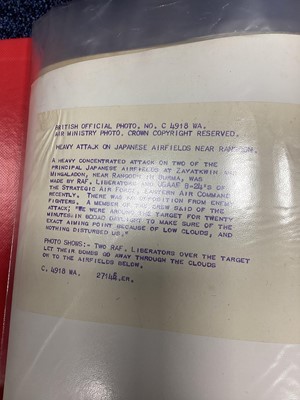 BRITISH OFFICIAL PHOTO. NO. C 4918 WA.
AIR MINISTRY PHOTO. CROWN COPYRIGHT RESERVED.
HEAVY ATTACK ON JAPANESE AIRFIELDS NEAR RANGOON.
A HEAVY CONCENTRATED ATTACK ON TWO OF THE
PRINCIPAL JAPANESE AIRFIELDS AT ZAYATKWIN AND
MINGALADON, NEAR RANGOON IN BURMA, WAS
MADE BY RAF. LIBERATORS AND USAAF B-24'S OF
THE STRATEGIC AIR FORCE, EASTERN AIR COMMAND
RECENTLY. THERE WAS NO OPPOSITION FROM ENEMY
FIGHTERS. A MEMBER OF THE CREW SAID OF THE
ATTACK; "WE WERE AROUND THE TARGET FOR TWENTY
MINUTES IN BROAD DAYLIGHT TO MAKE SURE OF THE
EXACT AIMING POINT BECAUSE OF LOW CLOUDS, AND
NOTHING DISTURBED US."
PHOTO SHOWS:- TWO RAF. LIBERATORS OVER THE TARGET
LET THEIR BOMBS GO AWAY THROUGH THE CLOUDS
ON TO THE AIRFIELDS BELOW.
C. 4918 WA.